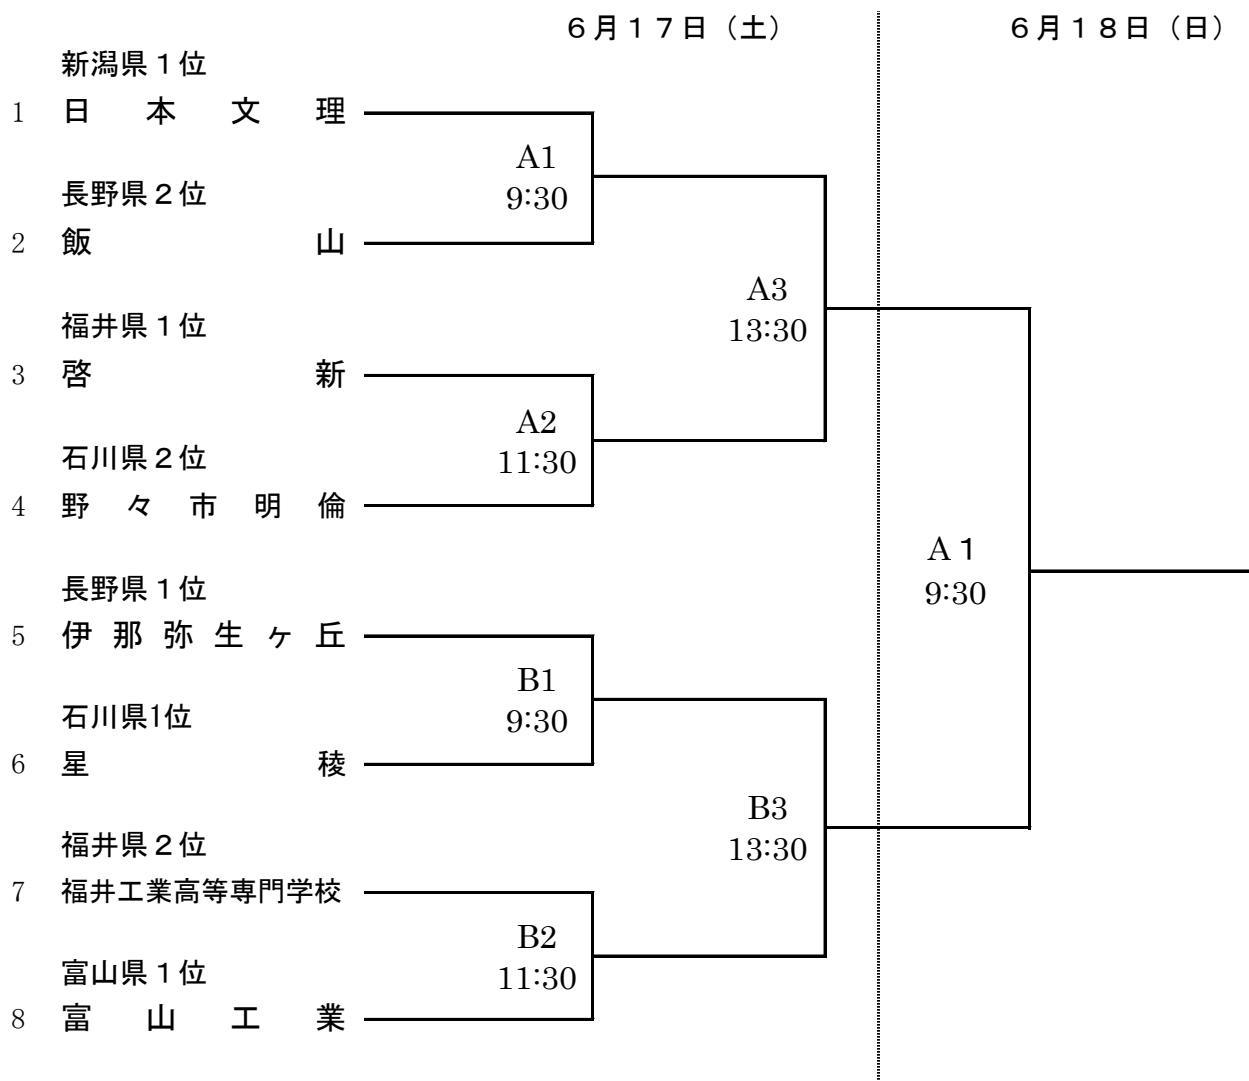 ６月１７日（土）
６月１８日（日）
新潟県１位
1 日本文理
A1
9:30
長野県２位
2 飯山
A3
13:30
福井県１位
3 啓新
A2
11:30
石川県２位
4 野々市明倫
A１
9:30
長野県１位
5 伊那弥生ヶ丘
B1
9:30
石川県1位
6 星稜
B3
13:30
福井県２位
7 福井工業高等専門学校
B2
11:30
富山県１位
8 富山工業